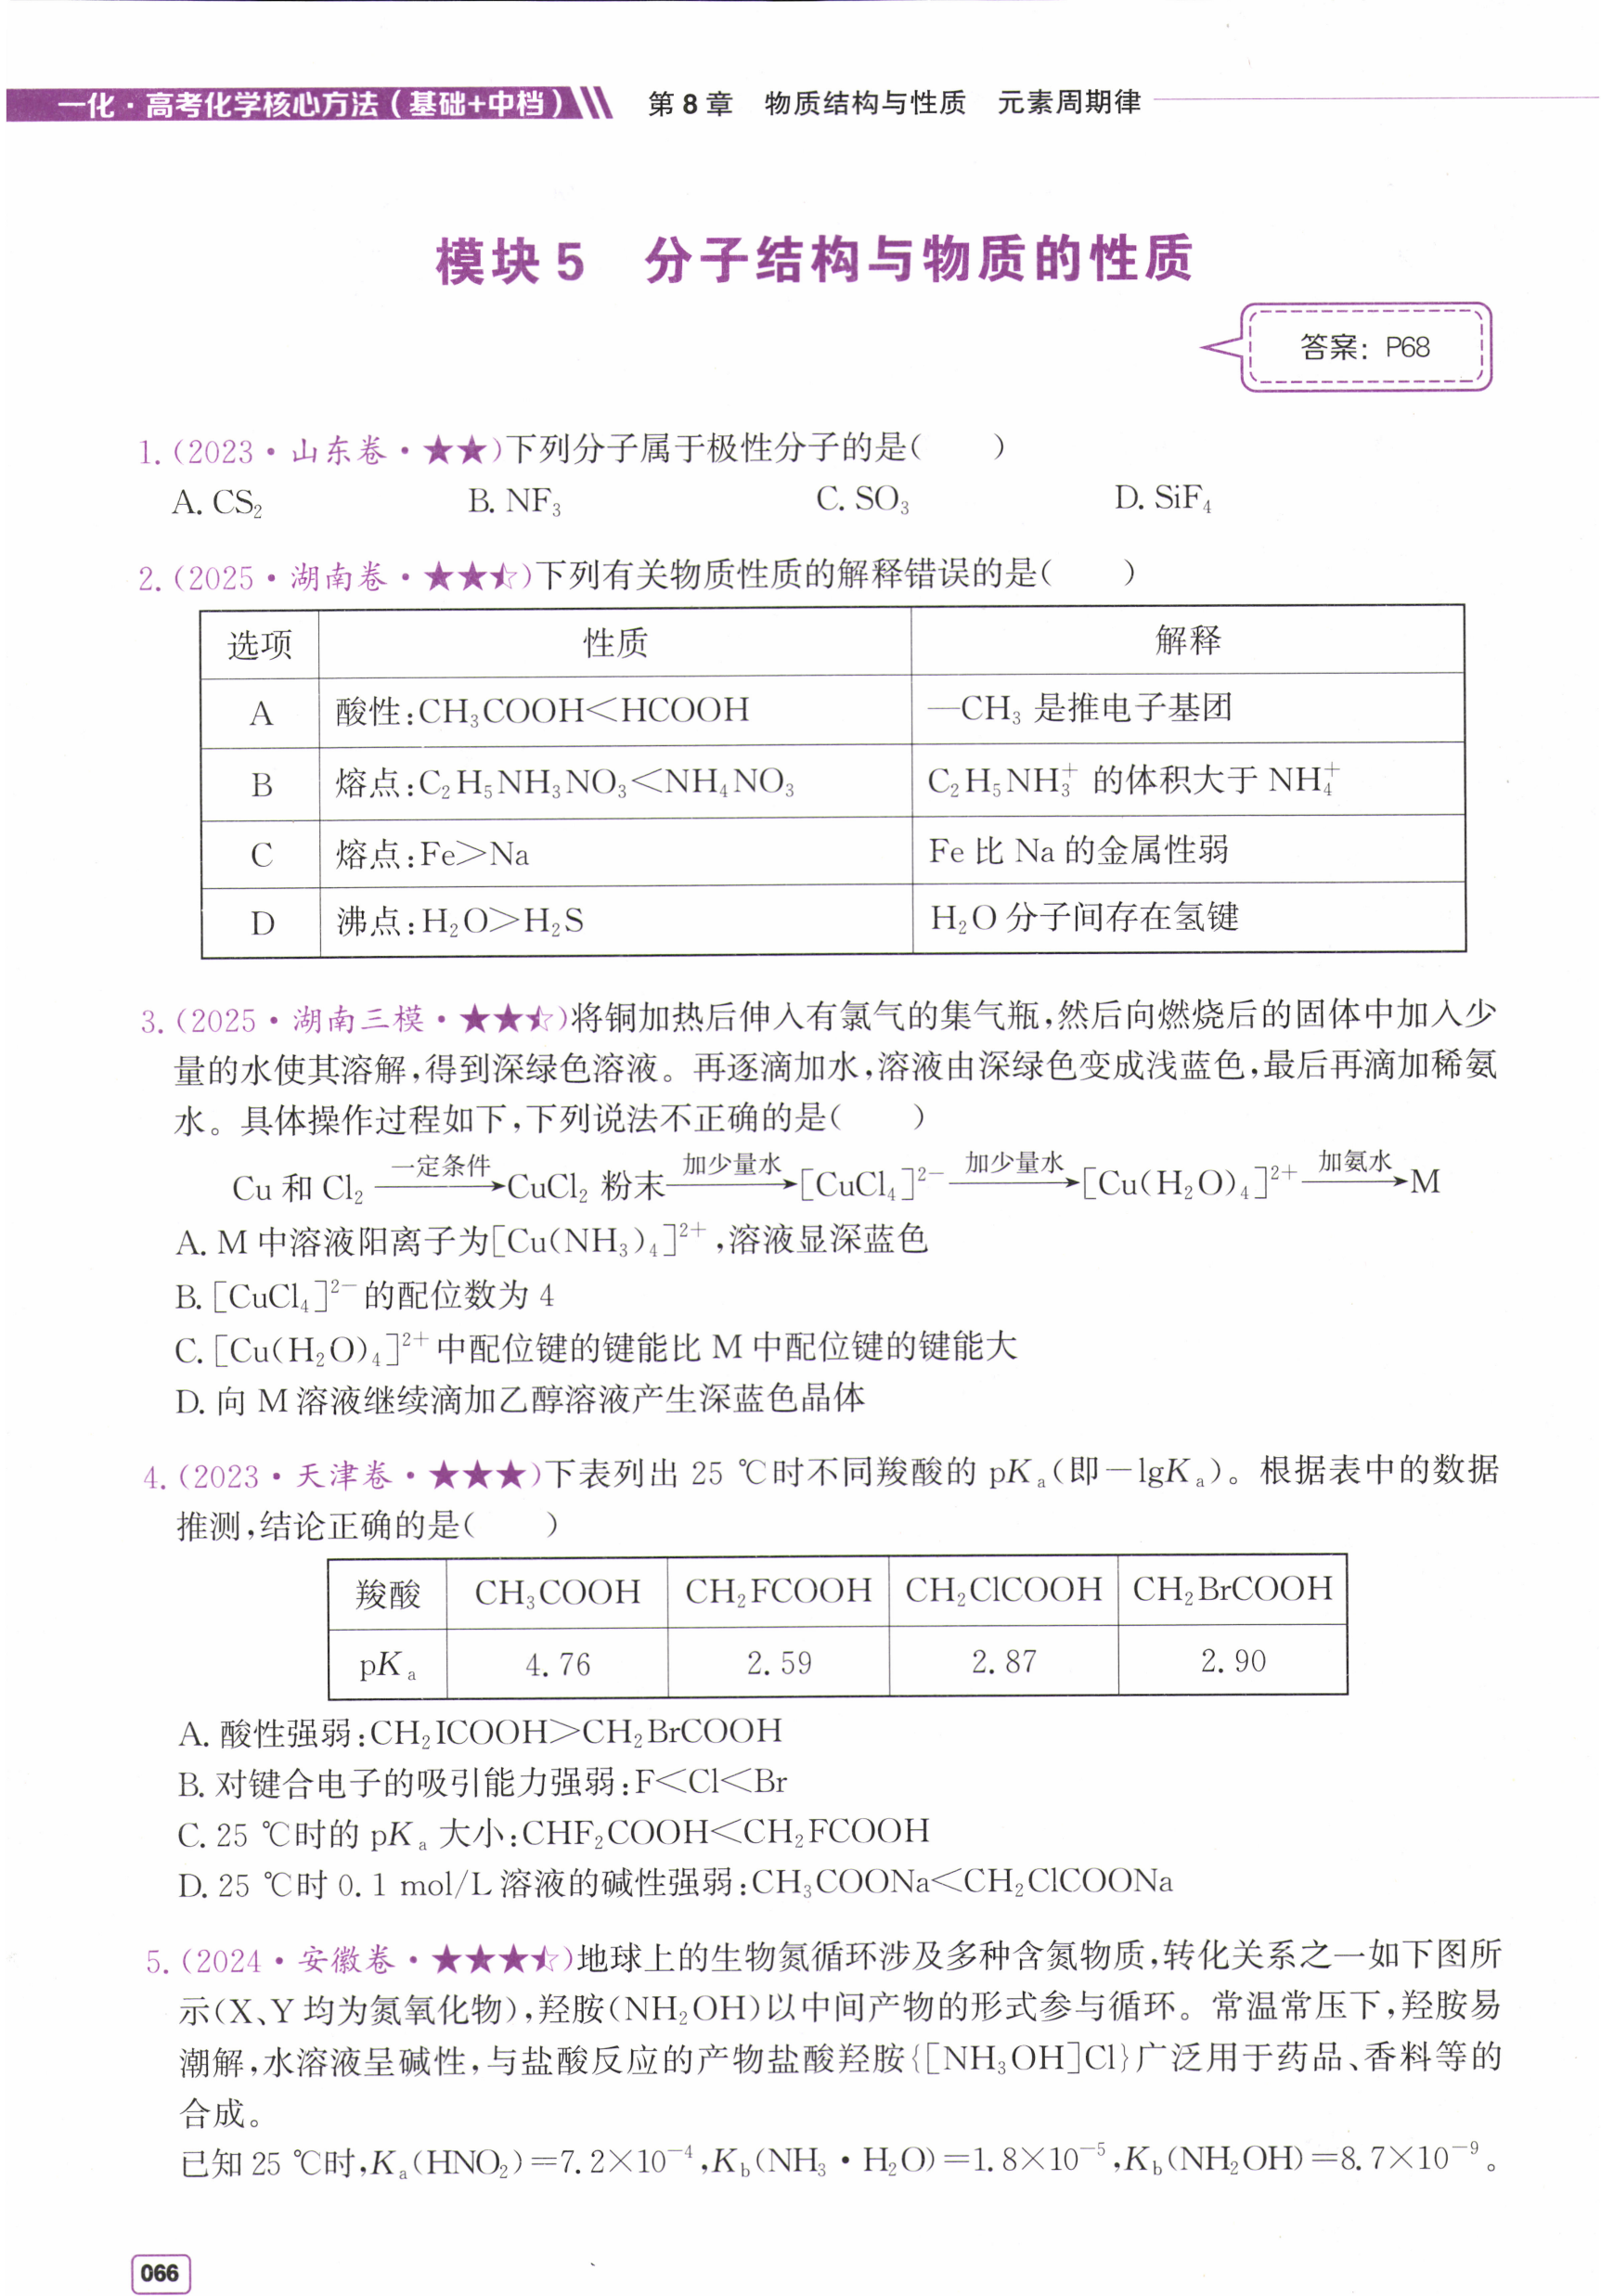 一化·高考化学核心方法(基础+中档) 第8章 物质结构与性质 元素周期律
模块5 分子结构与物质的性质
答案：P68
1.(2023·山东卷·★★)下列分子属于极性分子的是( )
A. CS₂ B. NF₃ C. SO₃ D. SiF₄
2.(2025·湖南卷·★★⯪)下列有关物质性质的解释错误的是( )
选项 性质 解释
A 酸性:CH₃COOH<HCOOH —CH₃ 是推电子基团
B 熔点:C₂H₅NH₃NO₃<NH₄NO₃ C₂H₅NH₃⁺ 的体积大于 NH₄⁺
C 熔点:Fe>Na Fe 比 Na 的金属性弱
D 沸点:H₂O>H₂S H₂O 分子间存在氢键
3.(2025·湖南三模·★★⯪)将铜加热后伸入有氯气的集气瓶,然后向燃烧后的固体中加入少
量的水使其溶解,得到深绿色溶液。再逐滴加水,溶液由深绿色变成浅蓝色,最后再滴加稀氨
水。具体操作过程如下,下列说法不正确的是( )
Cu 和 Cl₂ —一定条件→ CuCl₂ 粉末 —加少量水→ [CuCl₄]²⁻ —加少量水→ [Cu(H₂O)₄]²⁺ —加氨水→ M
A. M 中溶液阳离子为[Cu(NH₃)₄]²⁺,溶液显深蓝色
B. [CuCl₄]²⁻ 的配位数为 4
C. [Cu(H₂O)₄]²⁺ 中配位键的键能比 M 中配位键的键能大
D. 向 M 溶液继续滴加乙醇溶液产生深蓝色晶体
4.(2023·天津卷·★★★)下表列出 25 ℃时不同羧酸的 pKₐ(即－lgKₐ)。根据表中的数据
推测,结论正确的是( )
羧酸 CH₃COOH CH₂FCOOH CH₂ClCOOH CH₂BrCOOH
pKₐ 4.76 2.59 2.87 2.90
A. 酸性强弱:CH₂ICOOH>CH₂BrCOOH
B. 对键合电子的吸引能力强弱:F<Cl<Br
C. 25 ℃时的 pKₐ 大小:CHF₂COOH<CH₂FCOOH
D. 25 ℃时 0.1 mol/L 溶液的碱性强弱:CH₃COONa<CH₂ClCOONa
5.(2024·安徽卷·★★★⯪)地球上的生物氮循环涉及多种含氮物质,转化关系之一如下图所
示(X、Y 均为氮氧化物),羟胺(NH₂OH)以中间产物的形式参与循环。常温常压下,羟胺易
潮解,水溶液呈碱性,与盐酸反应的产物盐酸羟胺{[NH₃OH]Cl}广泛用于药品、香料等的
合成。
已知 25 ℃时,Kₐ(HNO₂)=7.2×10⁻⁴,K_b(NH₃·H₂O)=1.8×10⁻⁵,K_b(NH₂OH)=8.7×10⁻⁹。
066